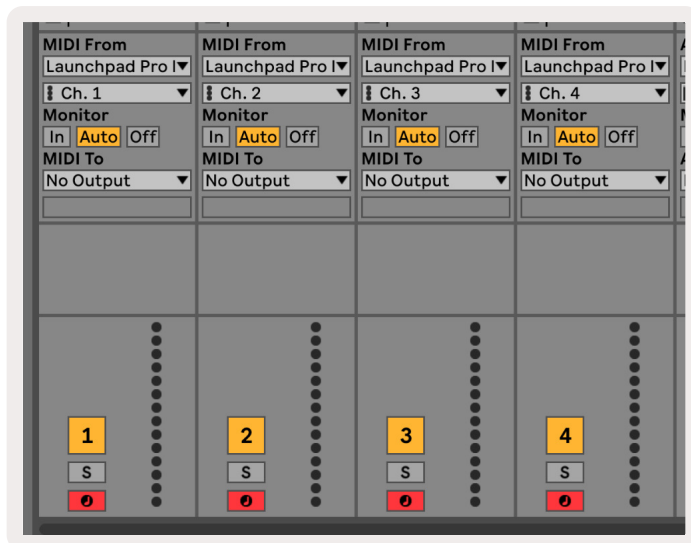 MIDI From MIDI From MIDI From MIDI From
Launchpad Pro Launchpad Pro Launchpad Pro Launchpad Pro
Ch. 1 Ch. 2 Ch. 3 Ch. 4
Monitor Monitor Monitor Monitor
In Auto Off In Auto Off In Auto Off In Auto Off
MIDI To MIDI To MIDI To MIDI To
No Output No Output No Output No Output
1 2 3 4
S S S S